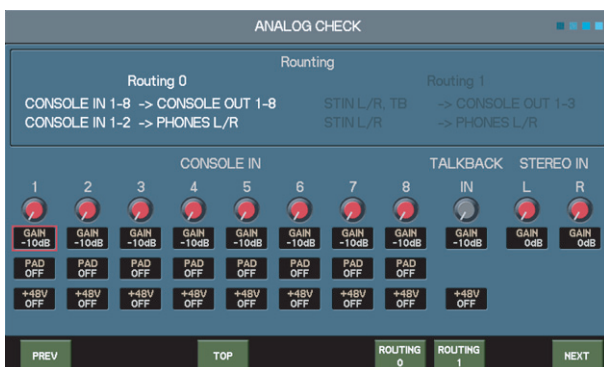 ANALOG CHECK
Rounting
Routing 0
Routing 1
CONSOLE IN 1-8 -> CONSOLE OUT 1-8
STIN L/R, TB -> CONSOLE OUT 1-3
CONSOLE IN 1-2 -> PHONES L/R
STIN L/R -> PHONES L/R
CONSOLE IN TALKBACK STEREO IN
1 2 3 4 5 6 7 8 IN L R
GAIN GAIN GAIN GAIN GAIN GAIN GAIN GAIN GAIN GAIN GAIN
-10dB -10dB -10dB -10dB -10dB -10dB -10dB -10dB -10dB 0dB 0dB
PAD PAD PAD PAD PAD PAD PAD PAD
OFF OFF OFF OFF OFF OFF OFF OFF
+48V +48V +48V +48V +48V +48V +48V +48V +48V
OFF OFF OFF OFF OFF OFF OFF OFF OFF
PREV TOP ROUTING 0 ROUTING 1 NEXT